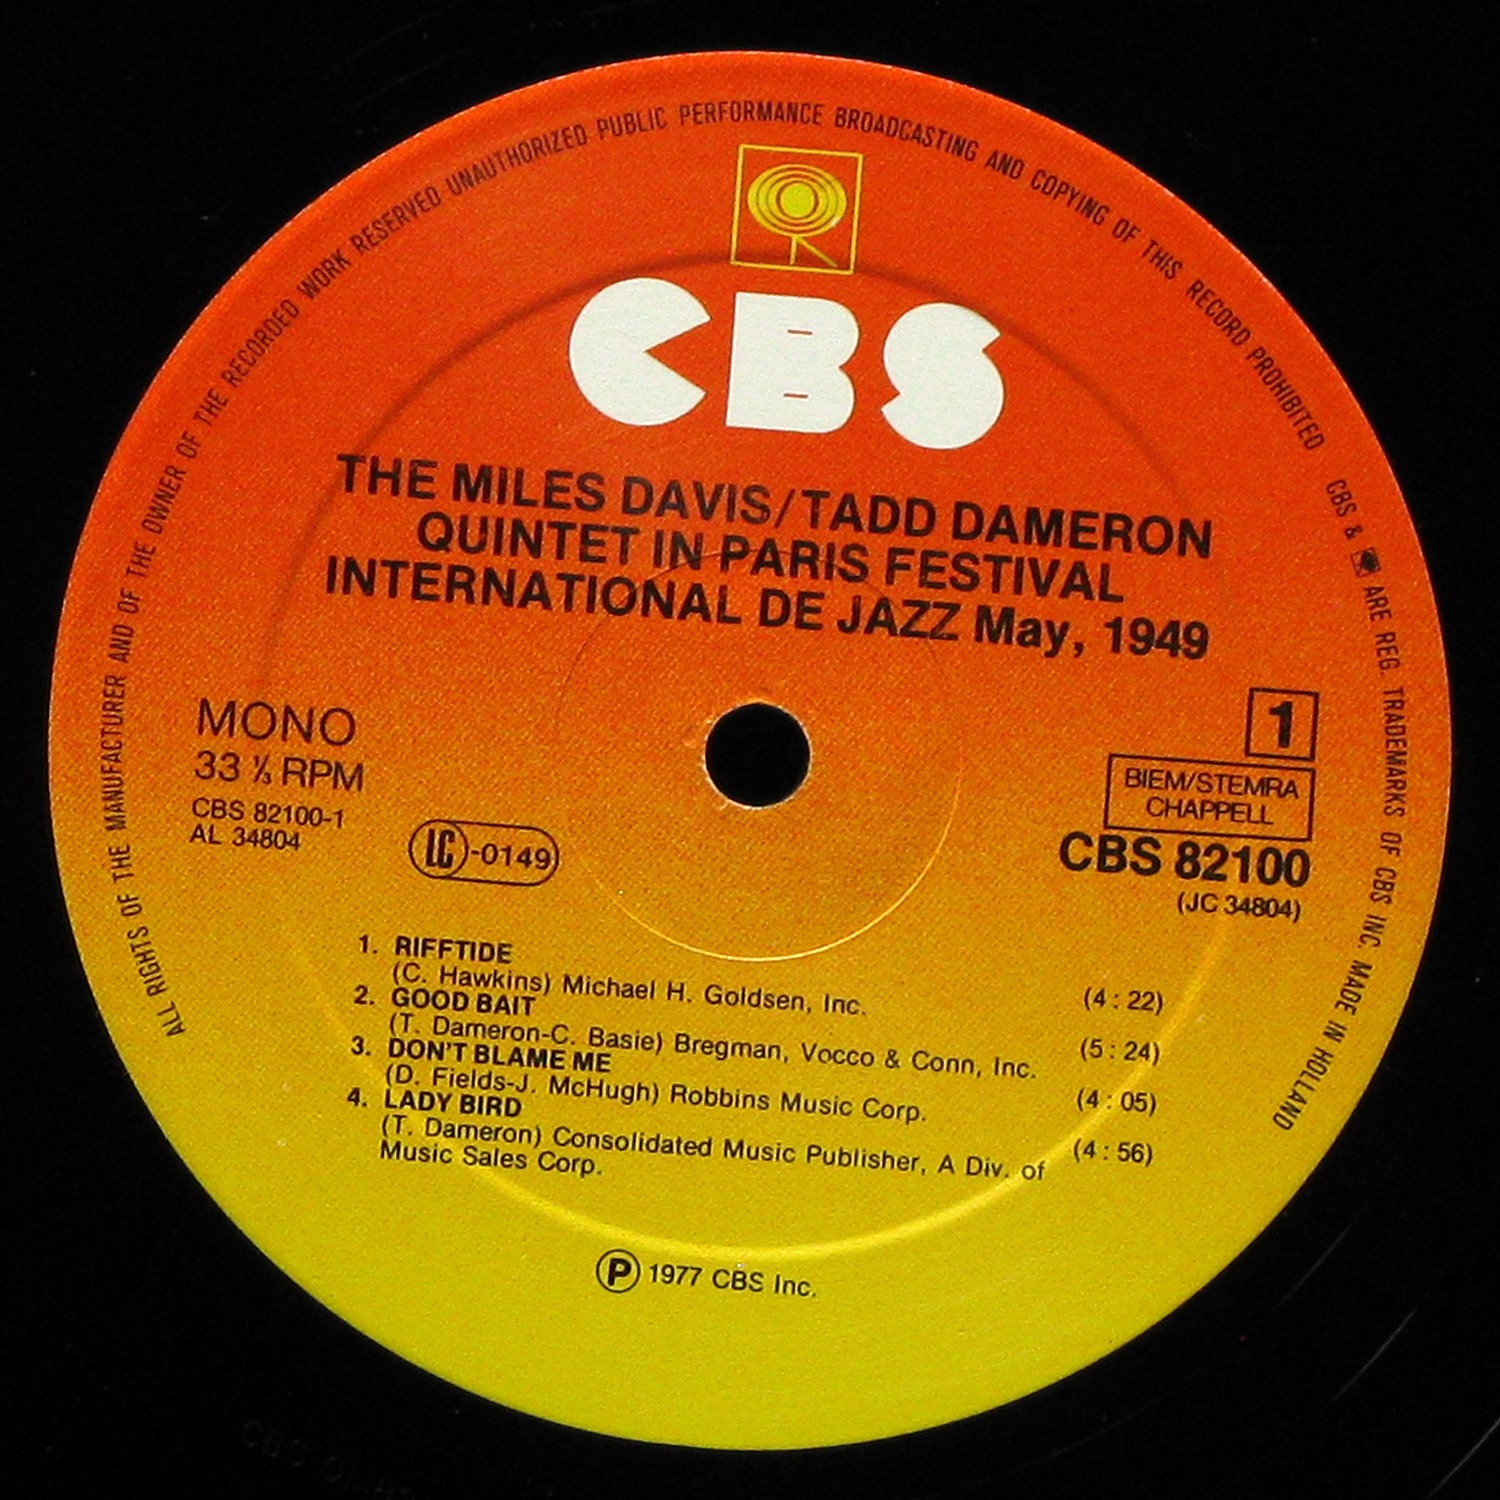 ALL RIGHTS OF THE MANUFACTURER AND OF THE OWNER OF THE RECORDED WORK RESERVED UNAUTHORIZED PUBLIC PERFORMANCE BROADCASTING AND COPYING OF THIS RECORD PROHIBITED CBS & ARE REG. TRADEMARKS OF CBS INC. MADE IN HOLLAND
CBS
THE MILES DAVIS/TADD DAMERON
QUINTET IN PARIS FESTIVAL
INTERNATIONAL DE JAZZ May, 1949
MONO
33 ⅓ RPM
CBS 82100-1
AL 34804
LC-0149
1
BIEM/STEMRA
CHAPPELL
CBS 82100
(JC 34804)
1. RIFFTIDE
(C. Hawkins) Michael H. Goldsen, Inc. (4:22)
2. GOOD BAIT
(T. Dameron-C. Basie) Bregman, Vocco & Conn, Inc. (5:24)
3. DON'T BLAME ME
(D. Fields-J. McHugh) Robbins Music Corp. (4:05)
4. LADY BIRD
(T. Dameron) Consolidated Music Publisher, A Div. of (4:56)
Music Sales Corp.
Ⓟ 1977 CBS Inc.